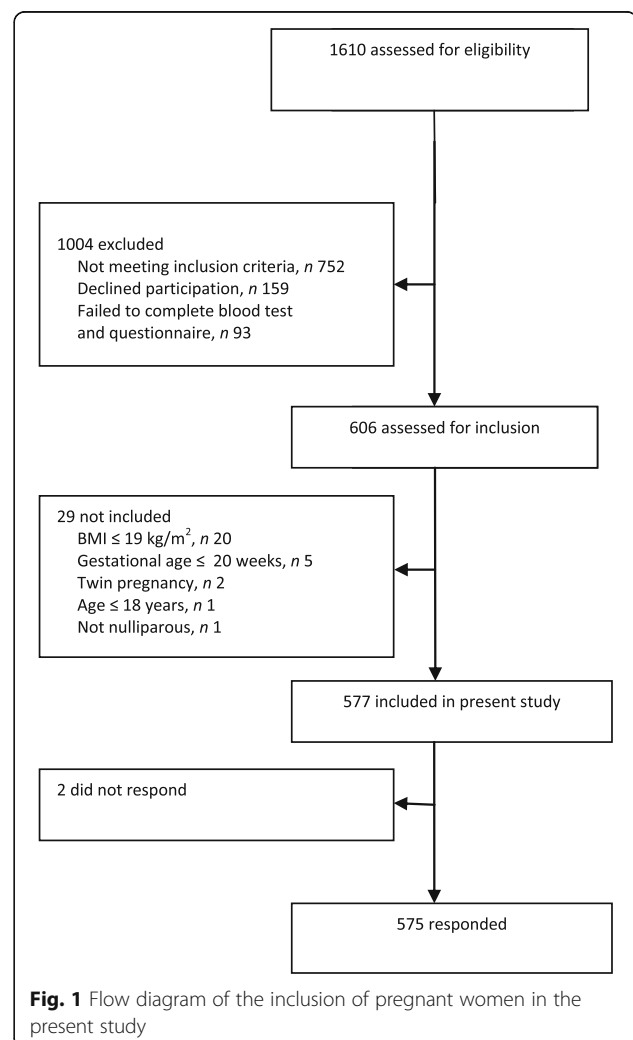 1610 assessed for eligibility
1004 excluded
Not meeting inclusion criteria, n 752
Declined participation, n 159
Failed to complete blood test
and questionnaire, n 93
606 assessed for inclusion
29 not included
BMI ≤ 19 kg/m², n 20
Gestational age ≤ 20 weeks, n 5
Twin pregnancy, n 2
Age ≤ 18 years, n 1
Not nulliparous, n 1
577 included in present study
2 did not respond
575 responded
Fig. 1 Flow diagram of the inclusion of pregnant women in the
present study